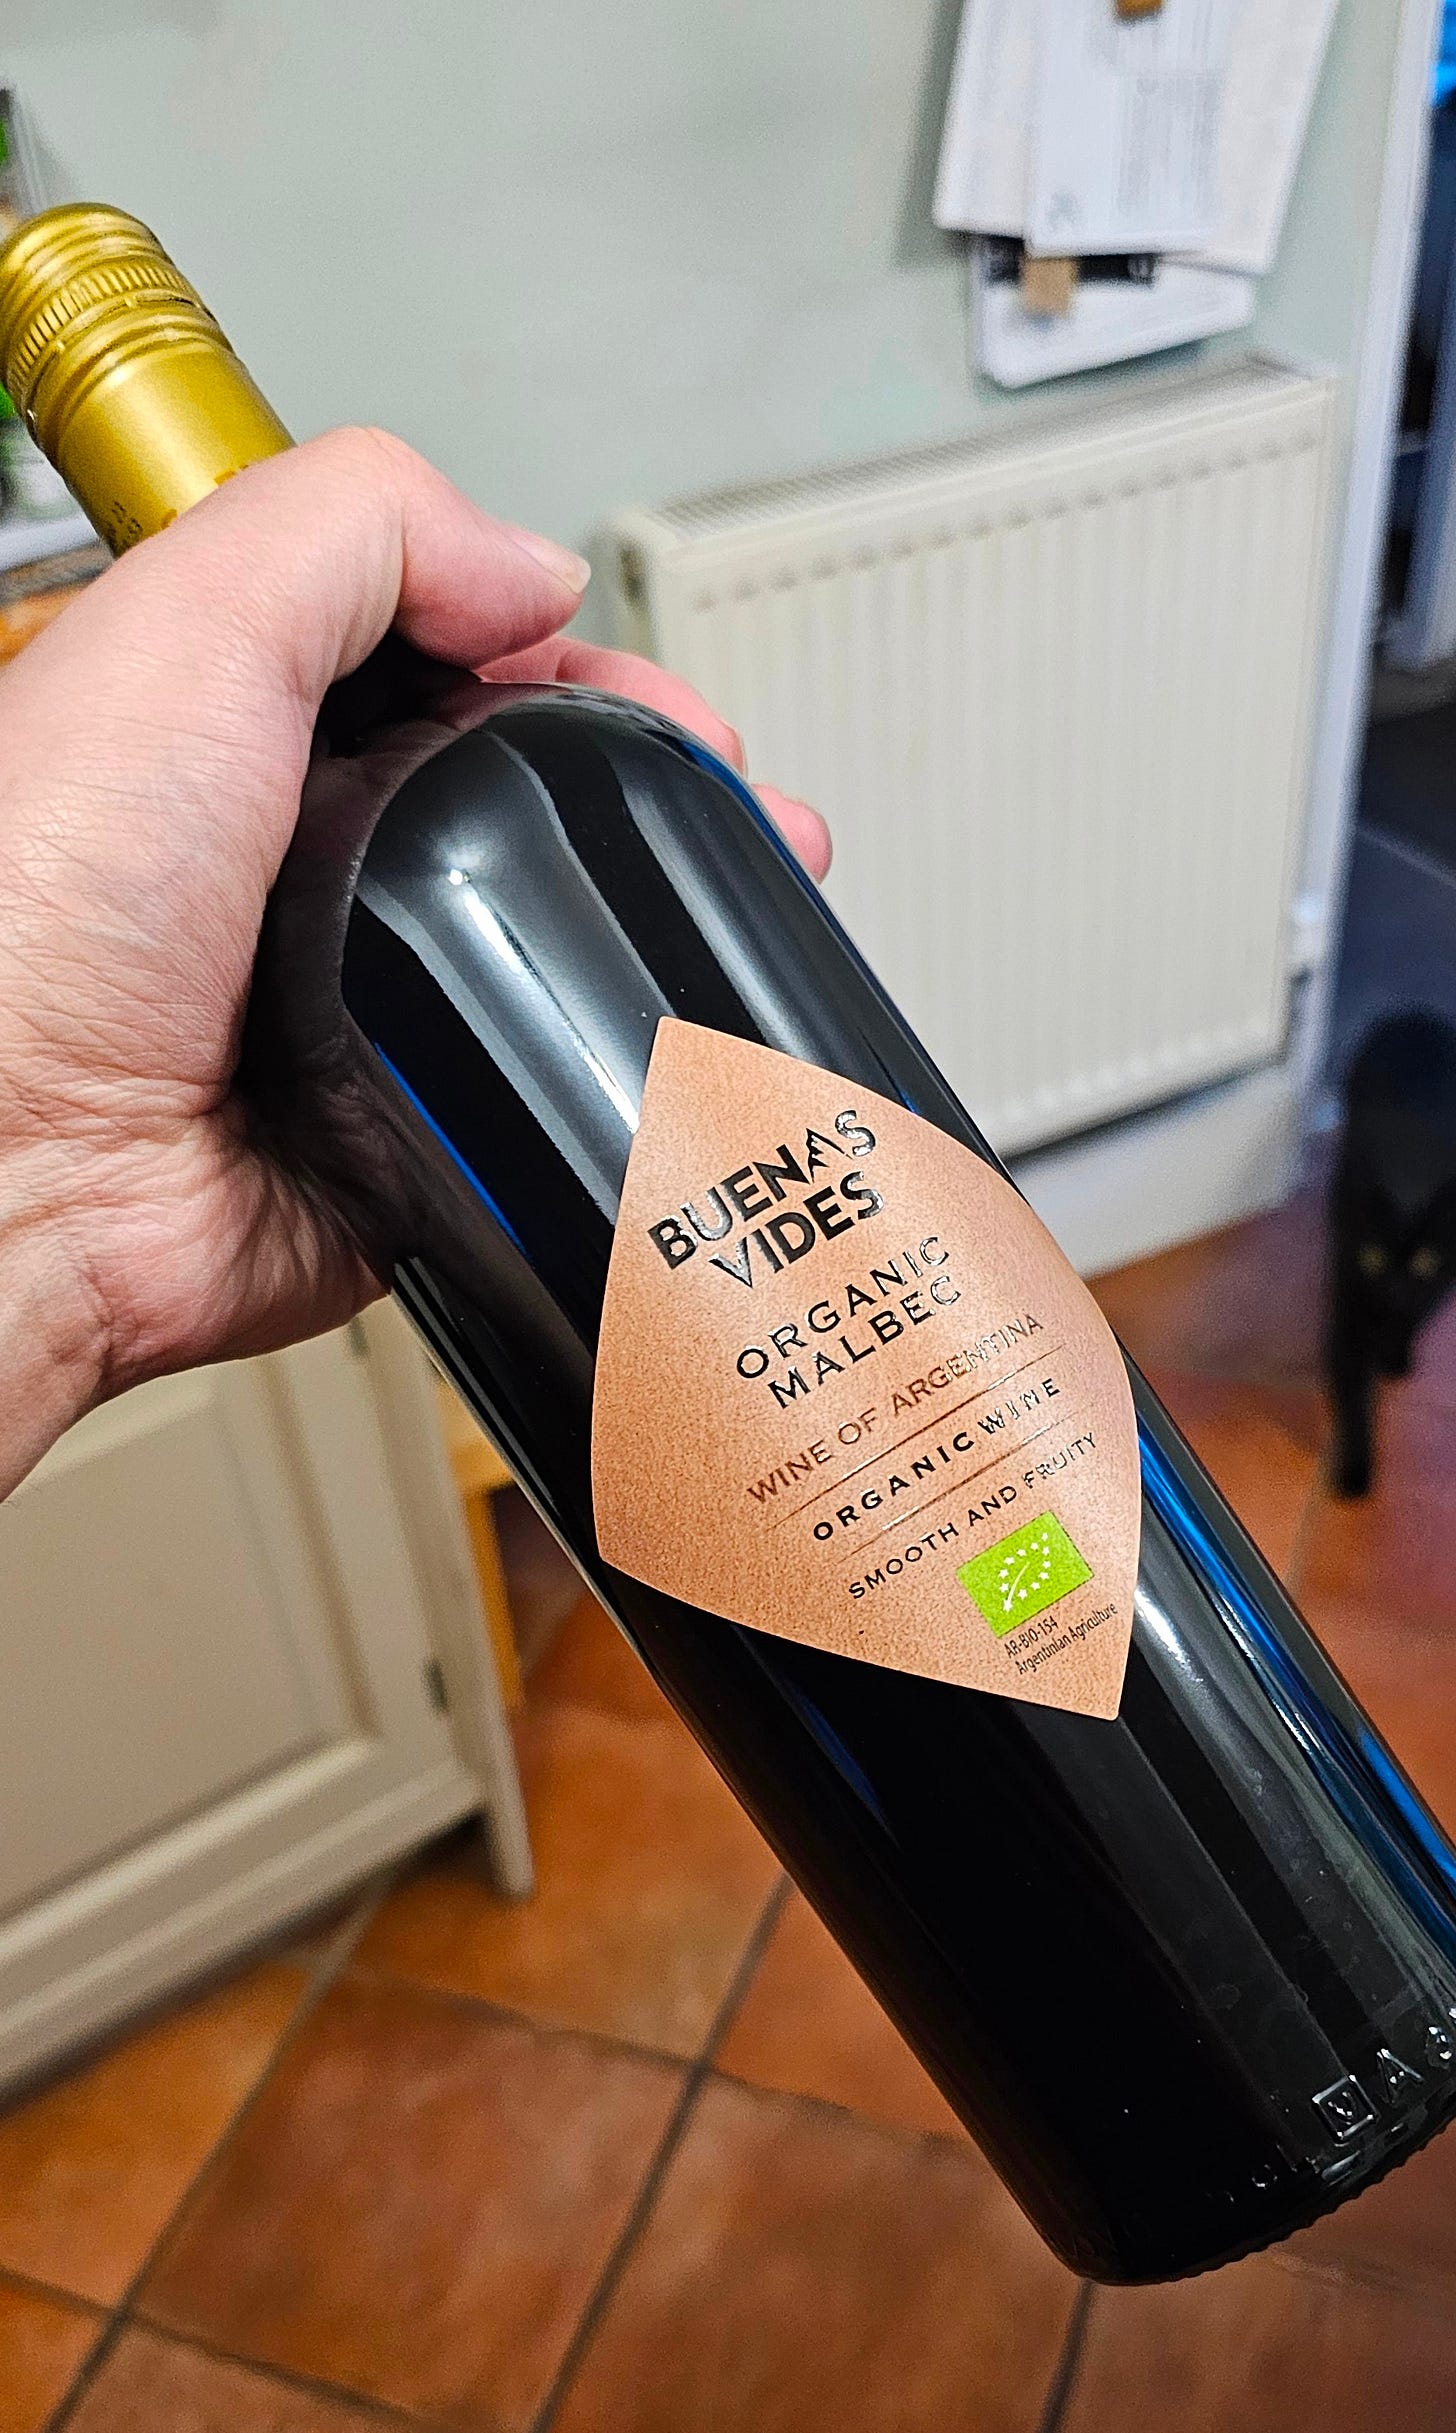 BUENAS
VIDES
ORGANIC
MALBEC
WINE OF ARGENTINA
ORGANIC WINE
SMOOTH AND FRUITY
AR-BIO-154
Argentinian Agriculture